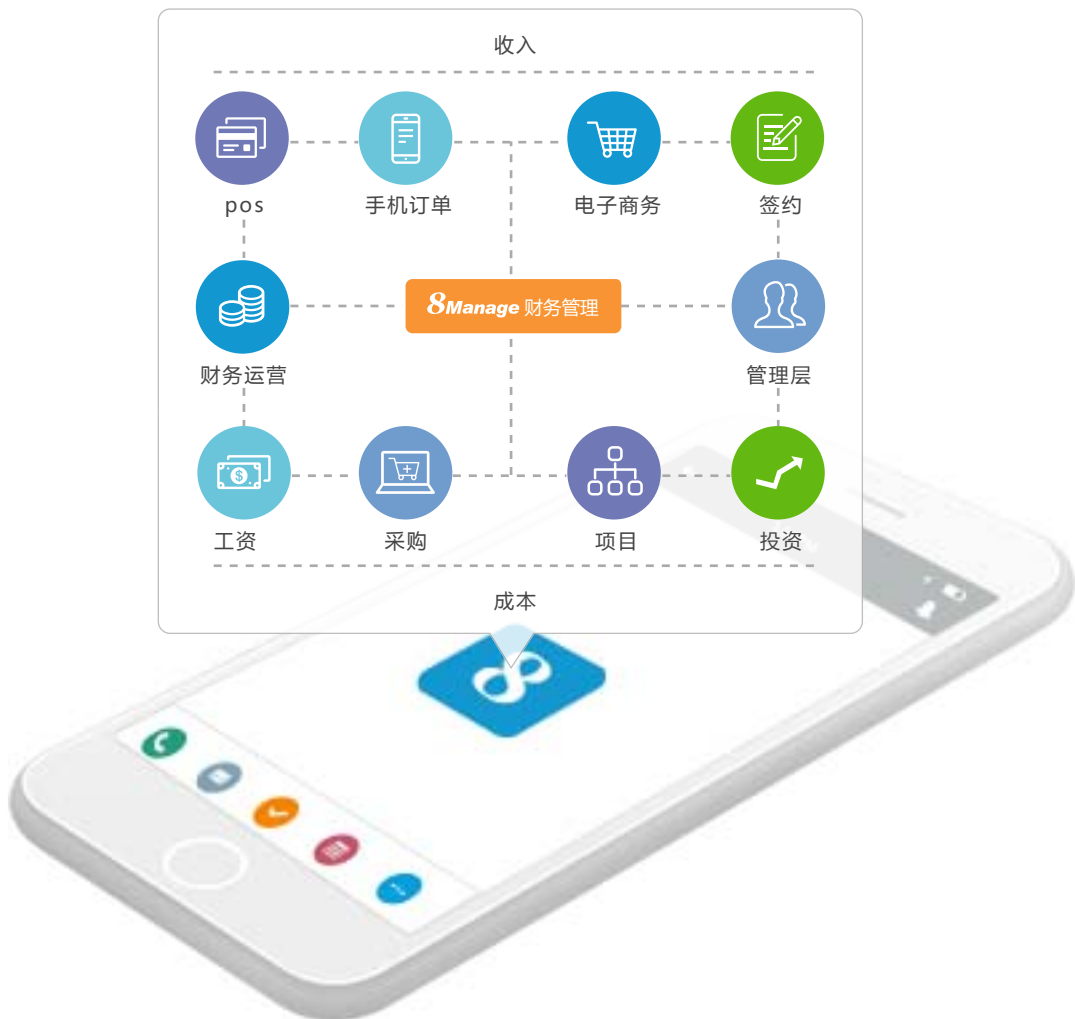 收入
pos
手机订单
电子商务
签约
8Manage 财务管理
财务运营
管理层
工资
采购
项目
投资
成本
8